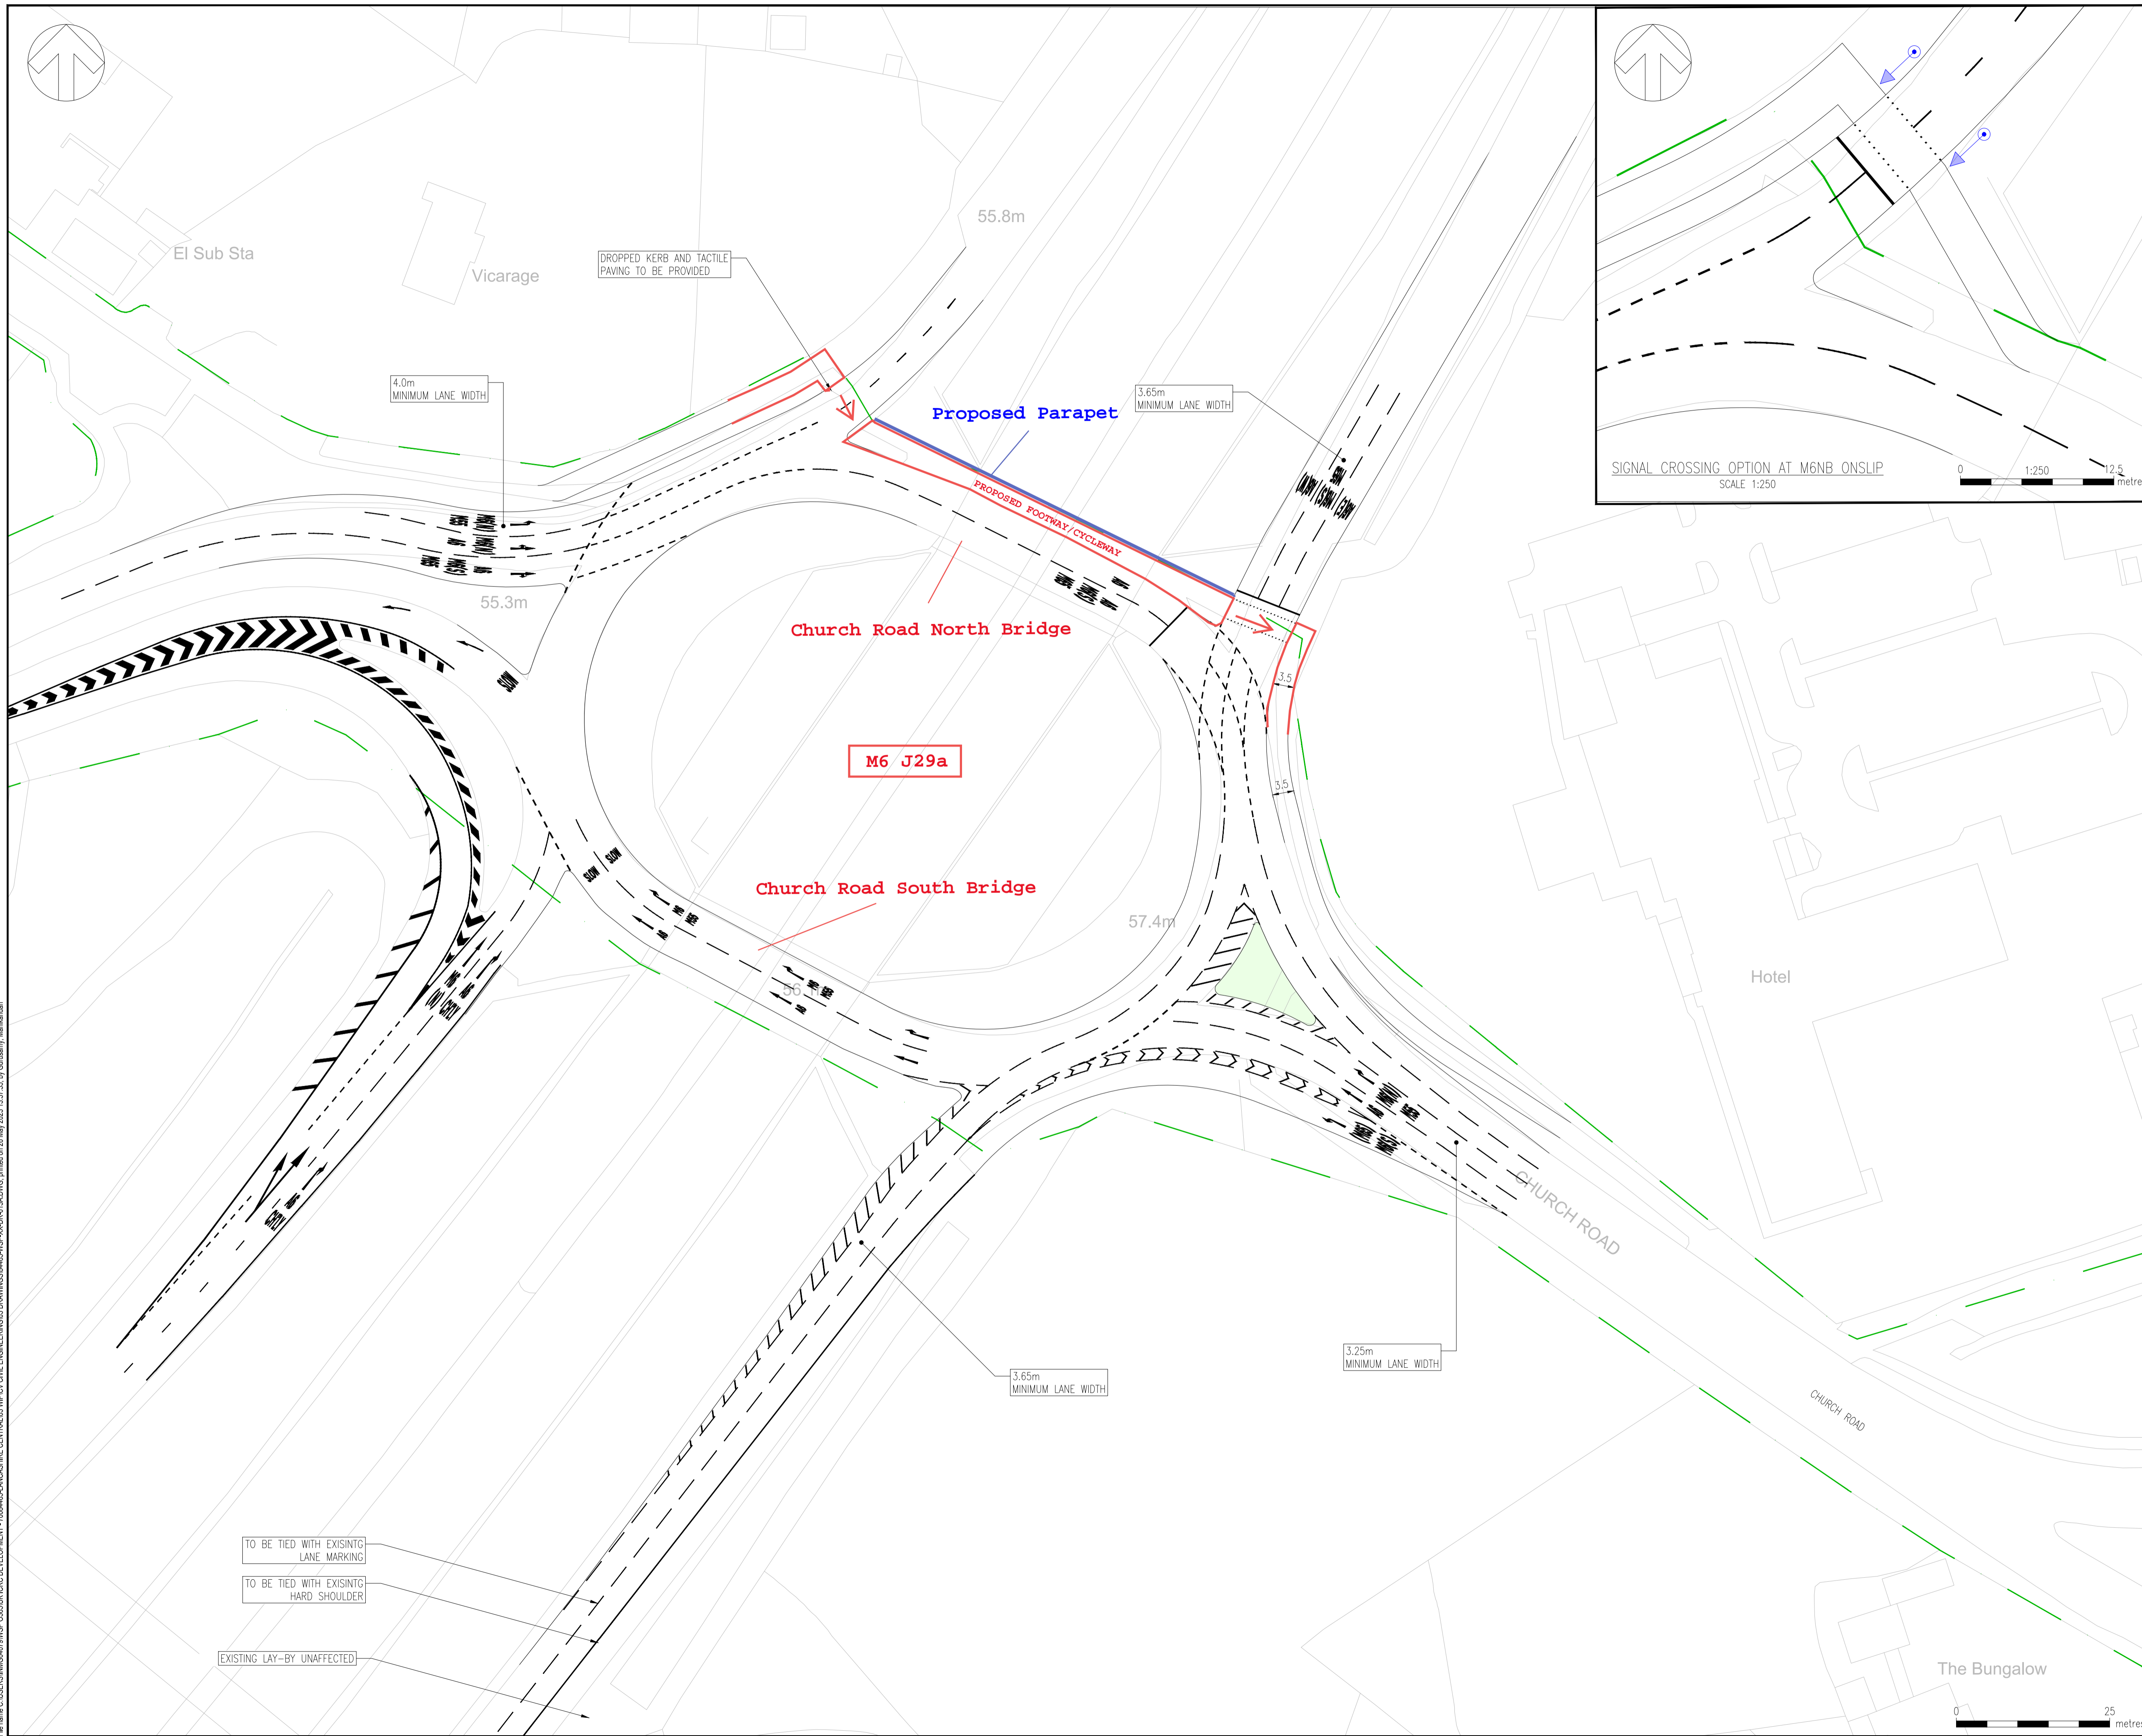 55.8m
El Sub Sta
Vicarage
DROPPED KERB AND TACTILE
PAVING TO BE PROVIDED
4.0m
MINIMUM LANE WIDTH
Proposed Parapet
3.65m
MINIMUM LANE WIDTH
SIGNAL CROSSING OPTION AT M6NB ONSLIP
SCALE 1:250
0
1:250
12.5
metres
PROPOSED FOOTWAY/CYCLEWAY
55.3m
Church Road North Bridge
SLOW
3.5
M6 J29a
3.5
SLOW
SLOW
Church Road South Bridge
57.4m
Hotel
CHURCH ROAD
3.25m
MINIMUM LANE WIDTH
3.65m
MINIMUM LANE WIDTH
CHURCH ROAD
TO BE TIED WITH EXISINTG
LANE MARKING
TO BE TIED WITH EXISINTG
HARD SHOULDER
EXISTING LAY-BY UNAFFECTED
The Bungalow
0
25
metres